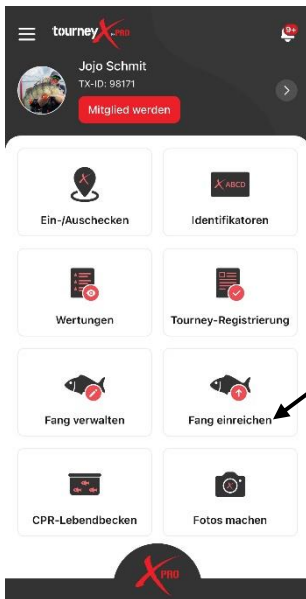 tourney X PRO
9+
Jojo Schmit
TX-ID: 98171
Mitglied werden
Ein-/Auschecken
X ABCD
Identifikatoren
Wertungen
Tourney-Registrierung
Fang verwalten
Fang einreichen
CPR-Lebendbecken
X
Fotos machen
X PRO